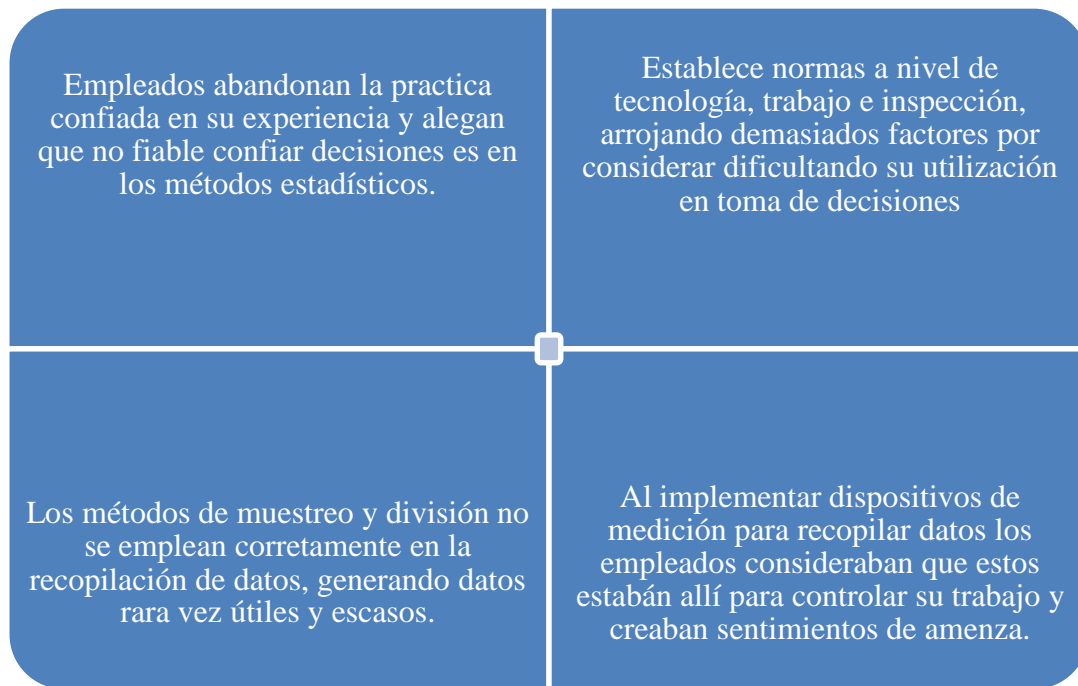 Empleados abandonan la practica
confiada en su experiencia y alegan
que no fiable confiar decisiones es en
los métodos estadísticos.
Establece normas a nivel de
tecnología, trabajo e inspección,
arrojando demasiados factores por
considerar dificultando su utilización
en toma de decisiones
Los métodos de muestreo y división no
se emplean correctamente en la
recopilación de datos, generando datos
rara vez útiles y escasos.
Al implementar dispositivos de
medición para recopilar datos los
empleados consideraban que estos
estabán allí para controlar su trabajo y
creaban sentimientos de amenza.